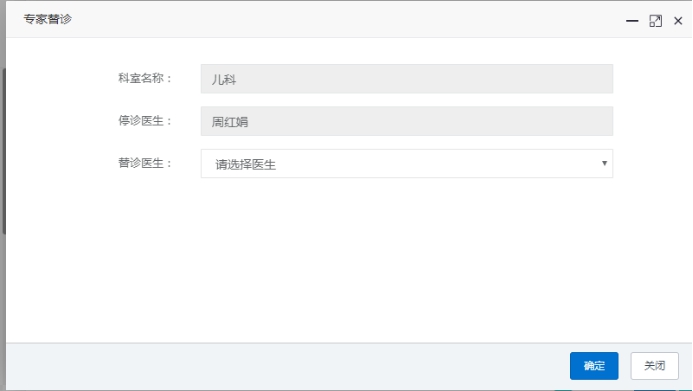 专家替诊
科室名称：
儿科
停诊医生：
周红娟
替诊医生：
请选择医生
确定
关闭